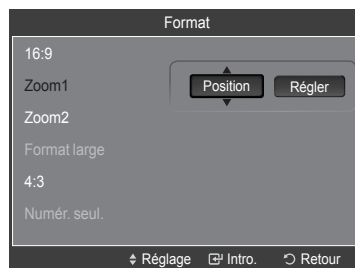 Format
16:9
Zoom1
Position
Régler
Zoom2
Format large
4:3
Numér. seul.
Réglage Intro. Retour